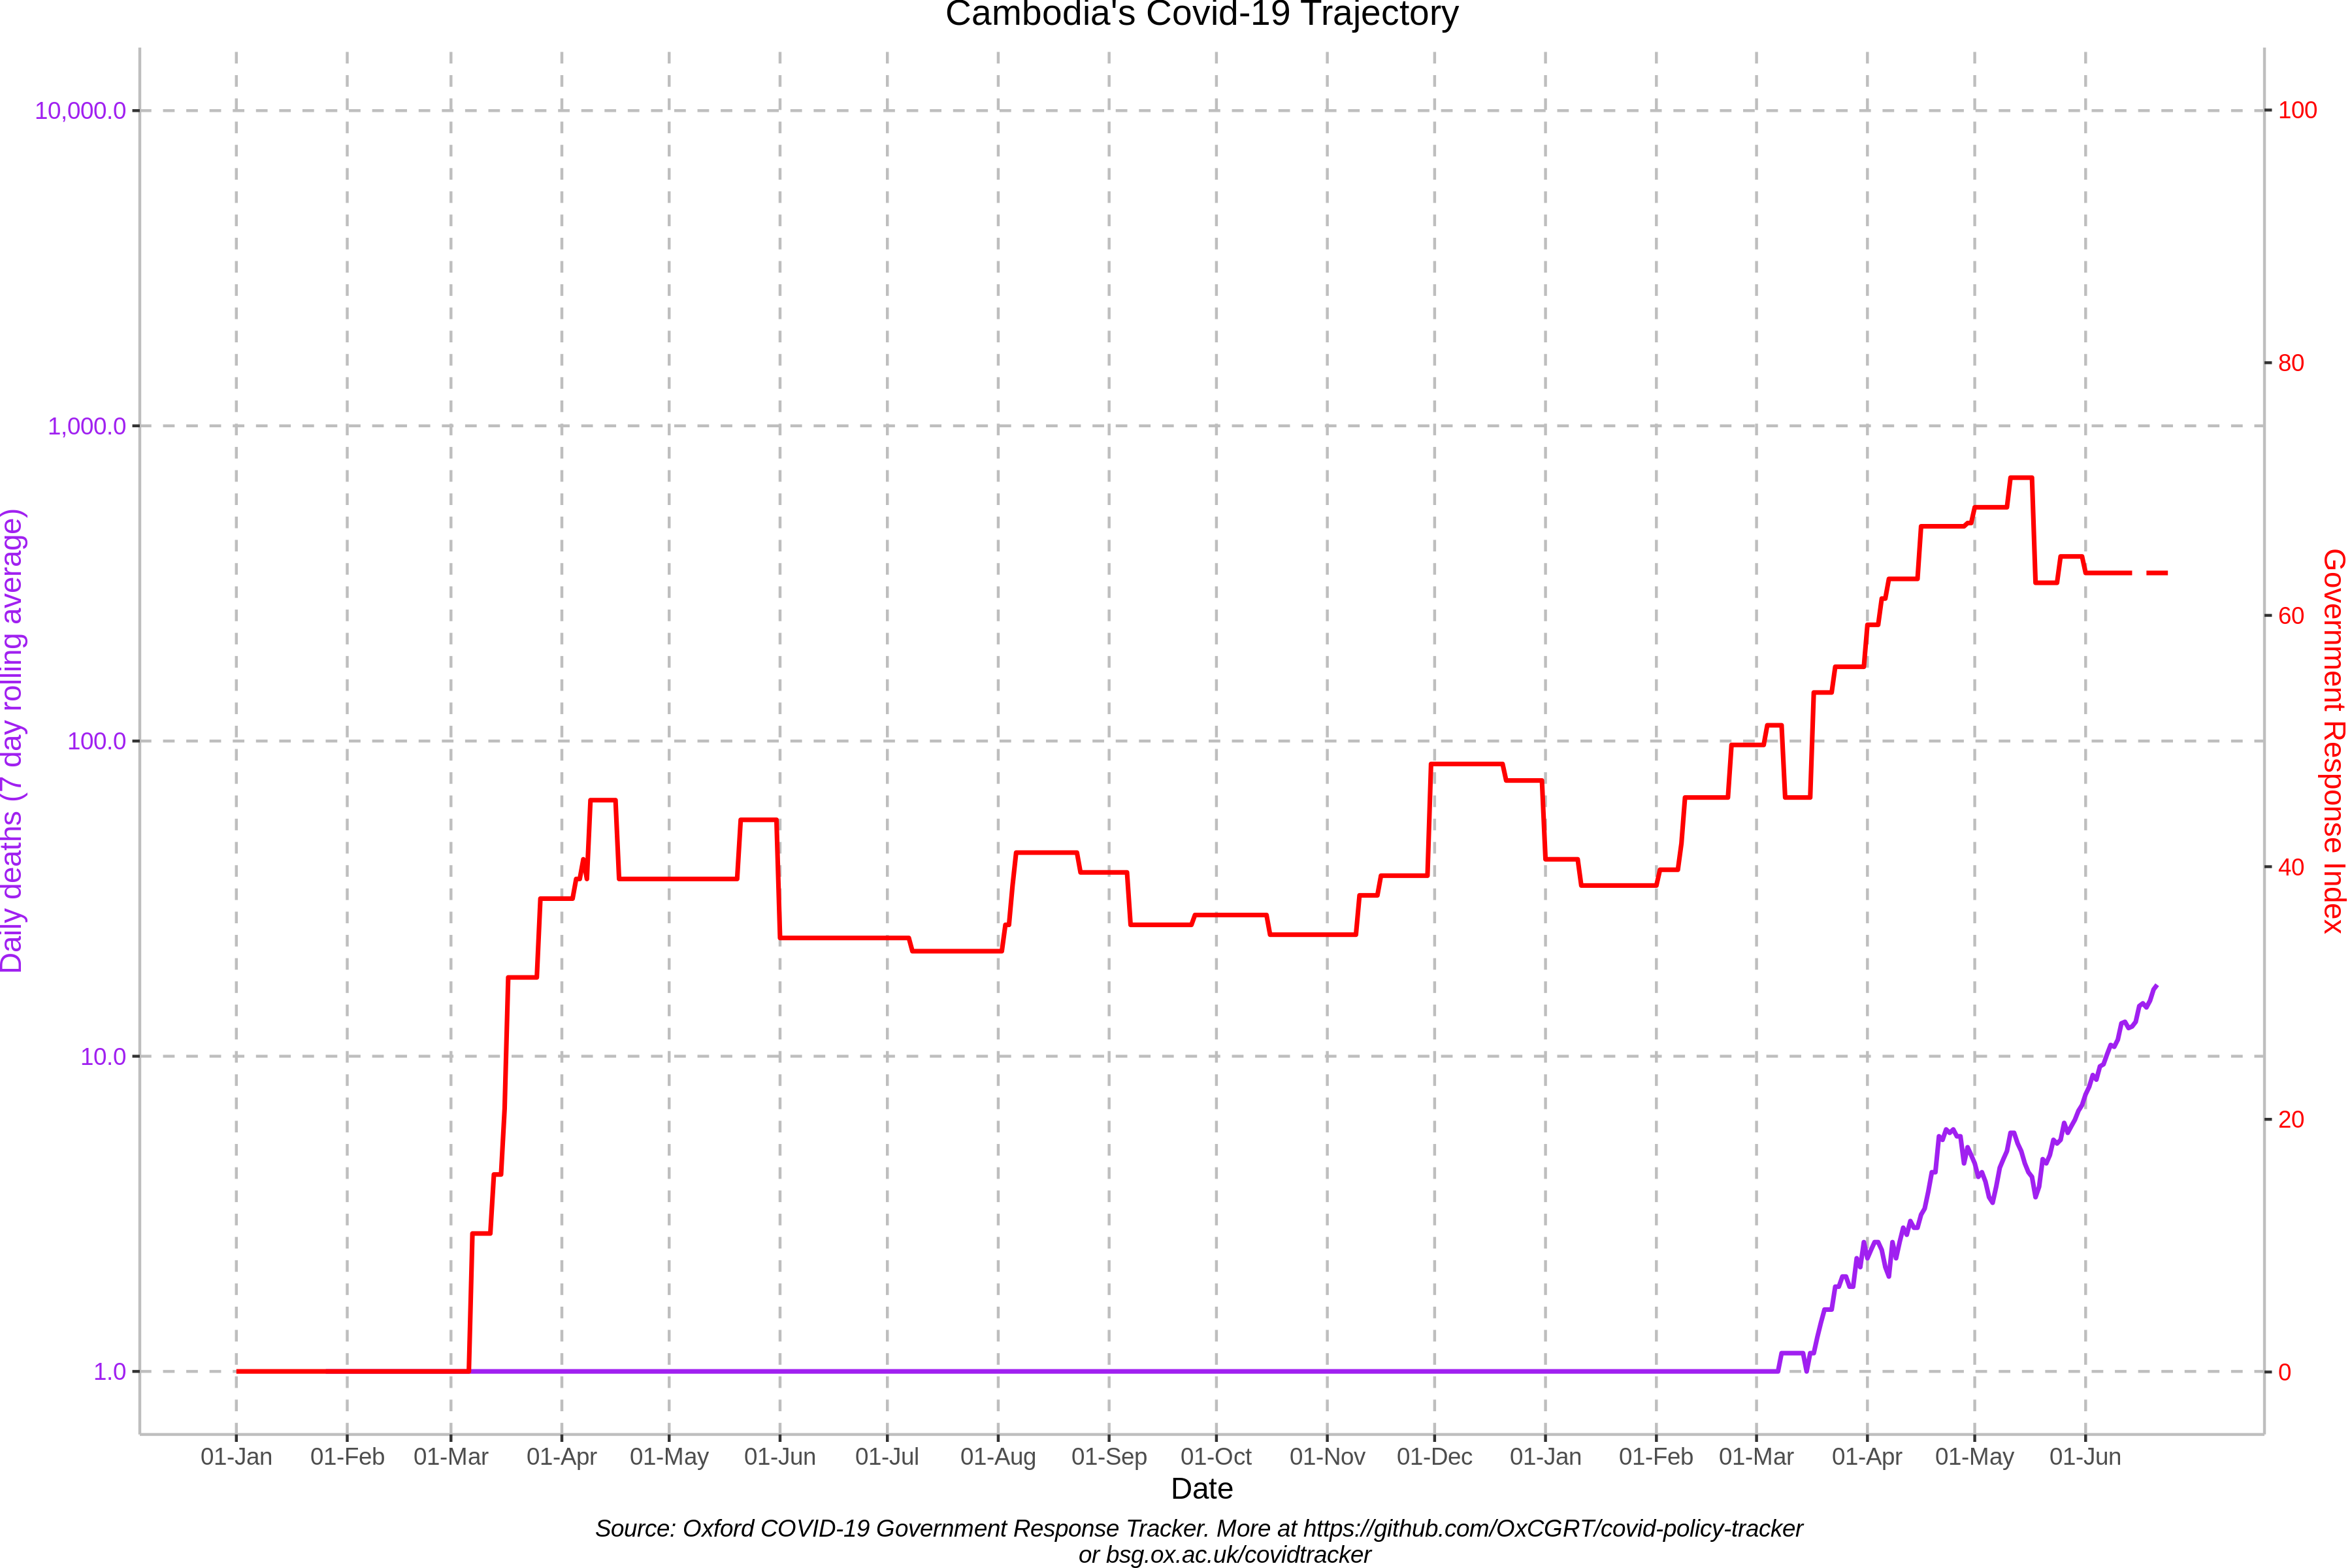 Cambodia's Covid-19 Trajectory
10,000.0
1,000.0
100.0
10.0
1.0
Daily deaths (7 day rolling average)
100
80
60
40
20
0
Government Response Index
01-Jan 01-Feb 01-Mar 01-Apr 01-May 01-Jun 01-Jul 01-Aug 01-Sep 01-Oct 01-Nov 01-Dec 01-Jan 01-Feb 01-Mar 01-Apr 01-May 01-Jun
Date
Source: Oxford COVID-19 Government Response Tracker. More at https://github.com/OxCGRT/covid-policy-tracker
or bsg.ox.ac.uk/covidtracker